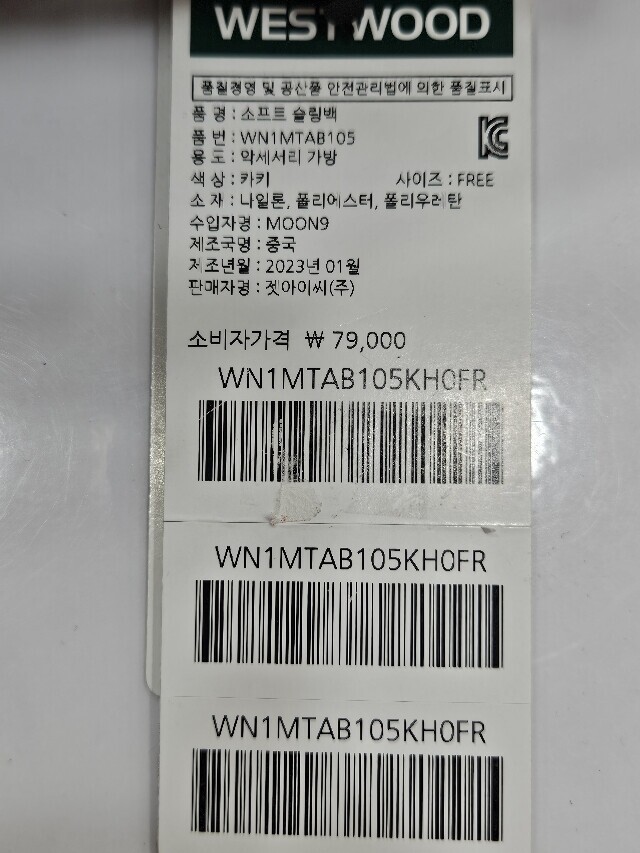 WESTWOOD
품질경영 및 공산품 안전관리법에 의한 품질표시
품 명 : 소프트 슬링백
품 번 : WN1MTAB105
용 도 : 악세서리 가방
색 상 : 카키 사이즈 : FREE
소 재 : 나일론, 폴리에스터, 폴리우레탄
수입자명 : MOON9
제조국명 : 중국
제조년월 : 2023년 01월
판매자명 : 젯아이씨(주)
소비자가격 ₩ 79,000
WN1MTAB105KH0FR
WN1MTAB105KH0FR
WN1MTAB105KH0FR